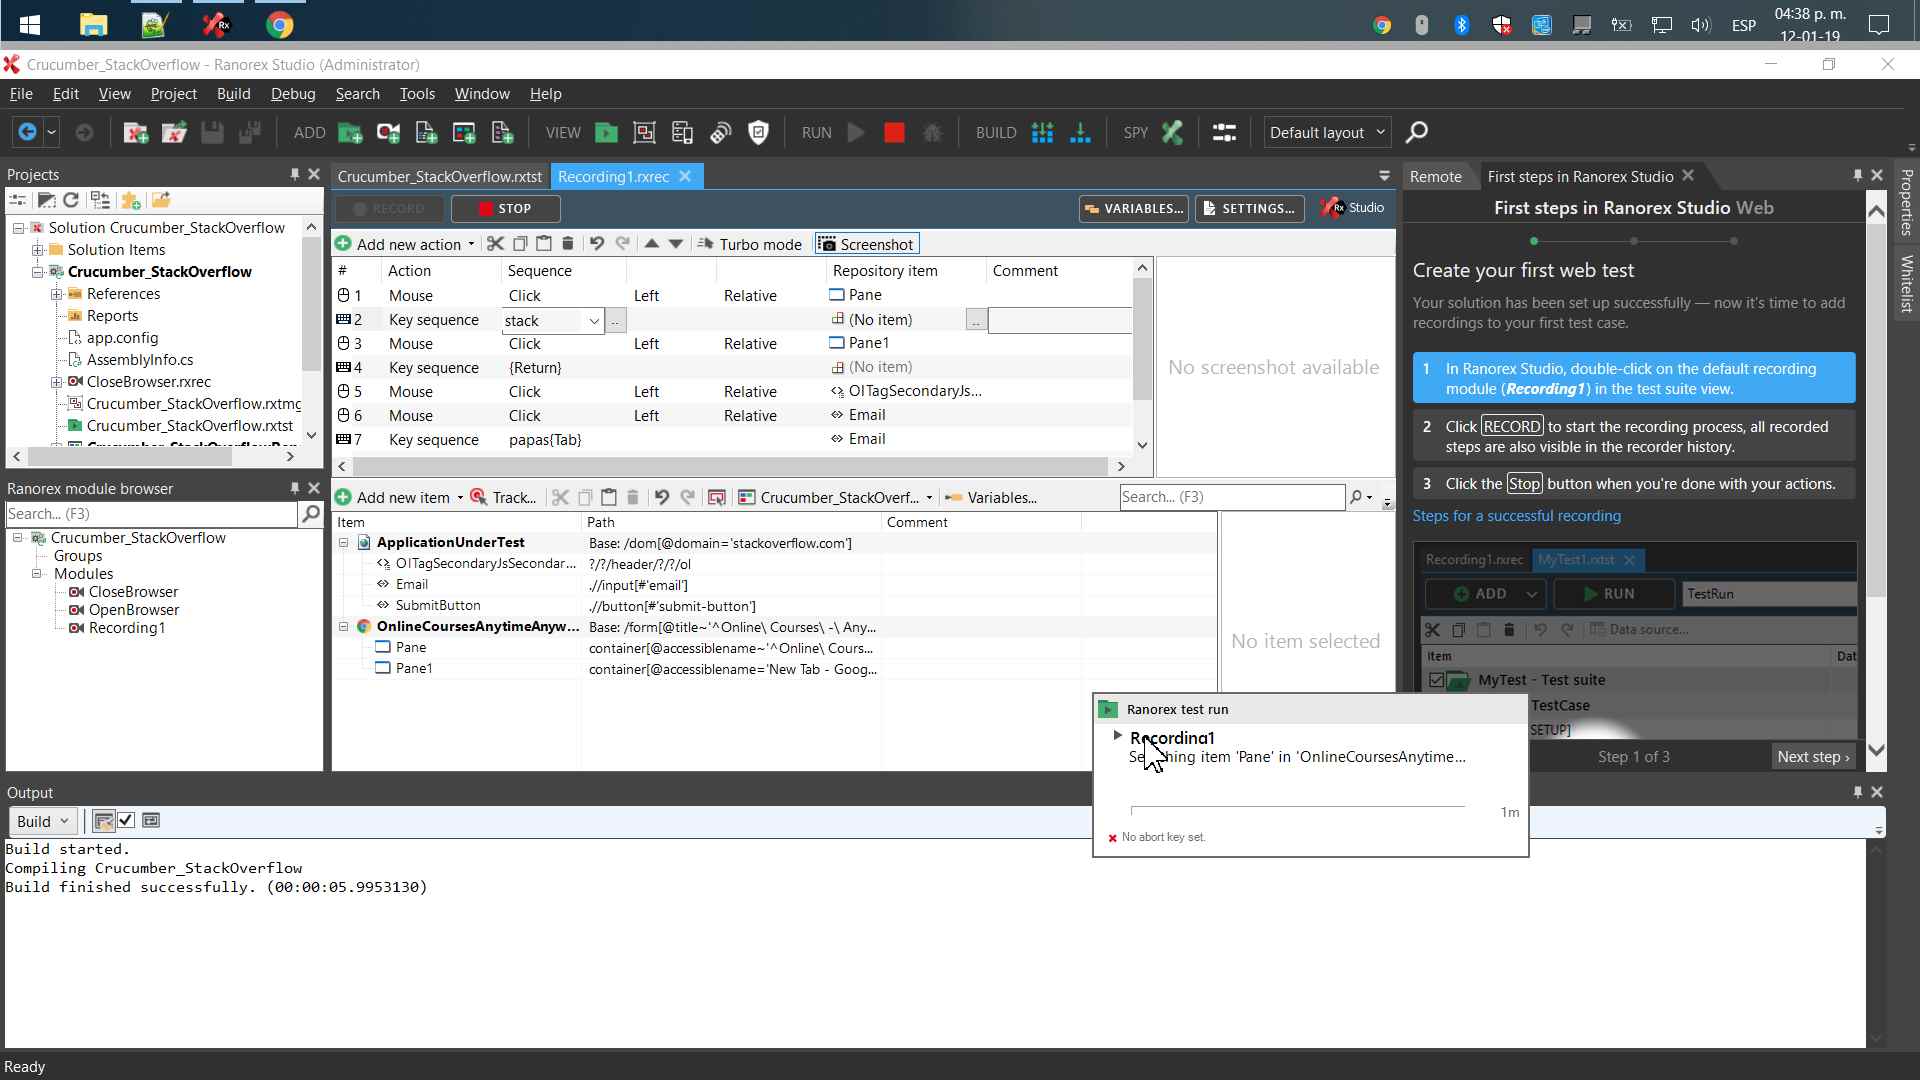 ESP
04:38 p. m.
12-01-19
Crucumber_StackOverflow - Ranorex Studio (Administrator)
File Edit View Project Build Debug Search Tools Window Help
ADD VIEW RUN BUILD SPY Default layout
Projects
Solution Crucumber_StackOverflow
Solution Items
Crucumber_StackOverflow
References
Reports
app.config
AssemblyInfo.cs
CloseBrowser.rxrec
Crucumber_StackOverflow.rxtmg
Crucumber_StackOverflow.rxtst
Ranorex module browser
Search... (F3)
Crucumber_StackOverflow
Groups
Modules
CloseBrowser
OpenBrowser
Recording1
Crucumber_StackOverflow.rxtst Recording1.rxrec
RECORD STOP VARIABLES... SETTINGS... Rx Studio
Add new action Turbo mode Screenshot
# Action Sequence Repository item Comment
1 Mouse Click Left Relative Pane
2 Key sequence stack .. (No item) ..
3 Mouse Click Left Relative Pane1
4 Key sequence {Return} (No item)
5 Mouse Click Left Relative OlTagSecondaryJs...
6 Mouse Click Left Relative Email
7 Key sequence papas{Tab} Email
No screenshot available
Add new item Track... Crucumber_StackOverf... Variables... Search... (F3)
Item Path Comment
ApplicationUnderTest Base: /dom[@domain='stackoverflow.com']
OlTagSecondaryJsSecondar... ?/?/header/?/?/ol
Email .//input[#'email']
SubmitButton .//button[#'submit-button']
OnlineCoursesAnytimeAnyw... Base: /form[@title~'^Online\ Courses\ -\ Any...
Pane container[@accessiblename~'^Online\ Cours...
Pane1 container[@accessiblename='New Tab - Goog...
No item selected
Remote First steps in Ranorex Studio
First steps in Ranorex Studio Web
Create your first web test
Your solution has been set up successfully — now it's time to add
recordings to your first test case.
1 In Ranorex Studio, double-click on the default recording
module (Recording1) in the test suite view.
2 Click RECORD to start the recording process, all recorded
steps are also visible in the recorder history.
3 Click the Stop button when you're done with your actions.
Steps for a successful recording
Recording1.rxrec MyTest1.rxtst
ADD RUN TestRun
Data source...
Item Dat
MyTest - Test suite
TestCase
SETUP]
Step 1 of 3 Next step ›
Properties
Whitelist
Ranorex test run
Recording1
Searching item 'Pane' in 'OnlineCoursesAnytime...
1m
No abort key set.
Output
Build
Build started.
Compiling Crucumber_StackOverflow
Build finished successfully. (00:00:05.9953130)
Ready